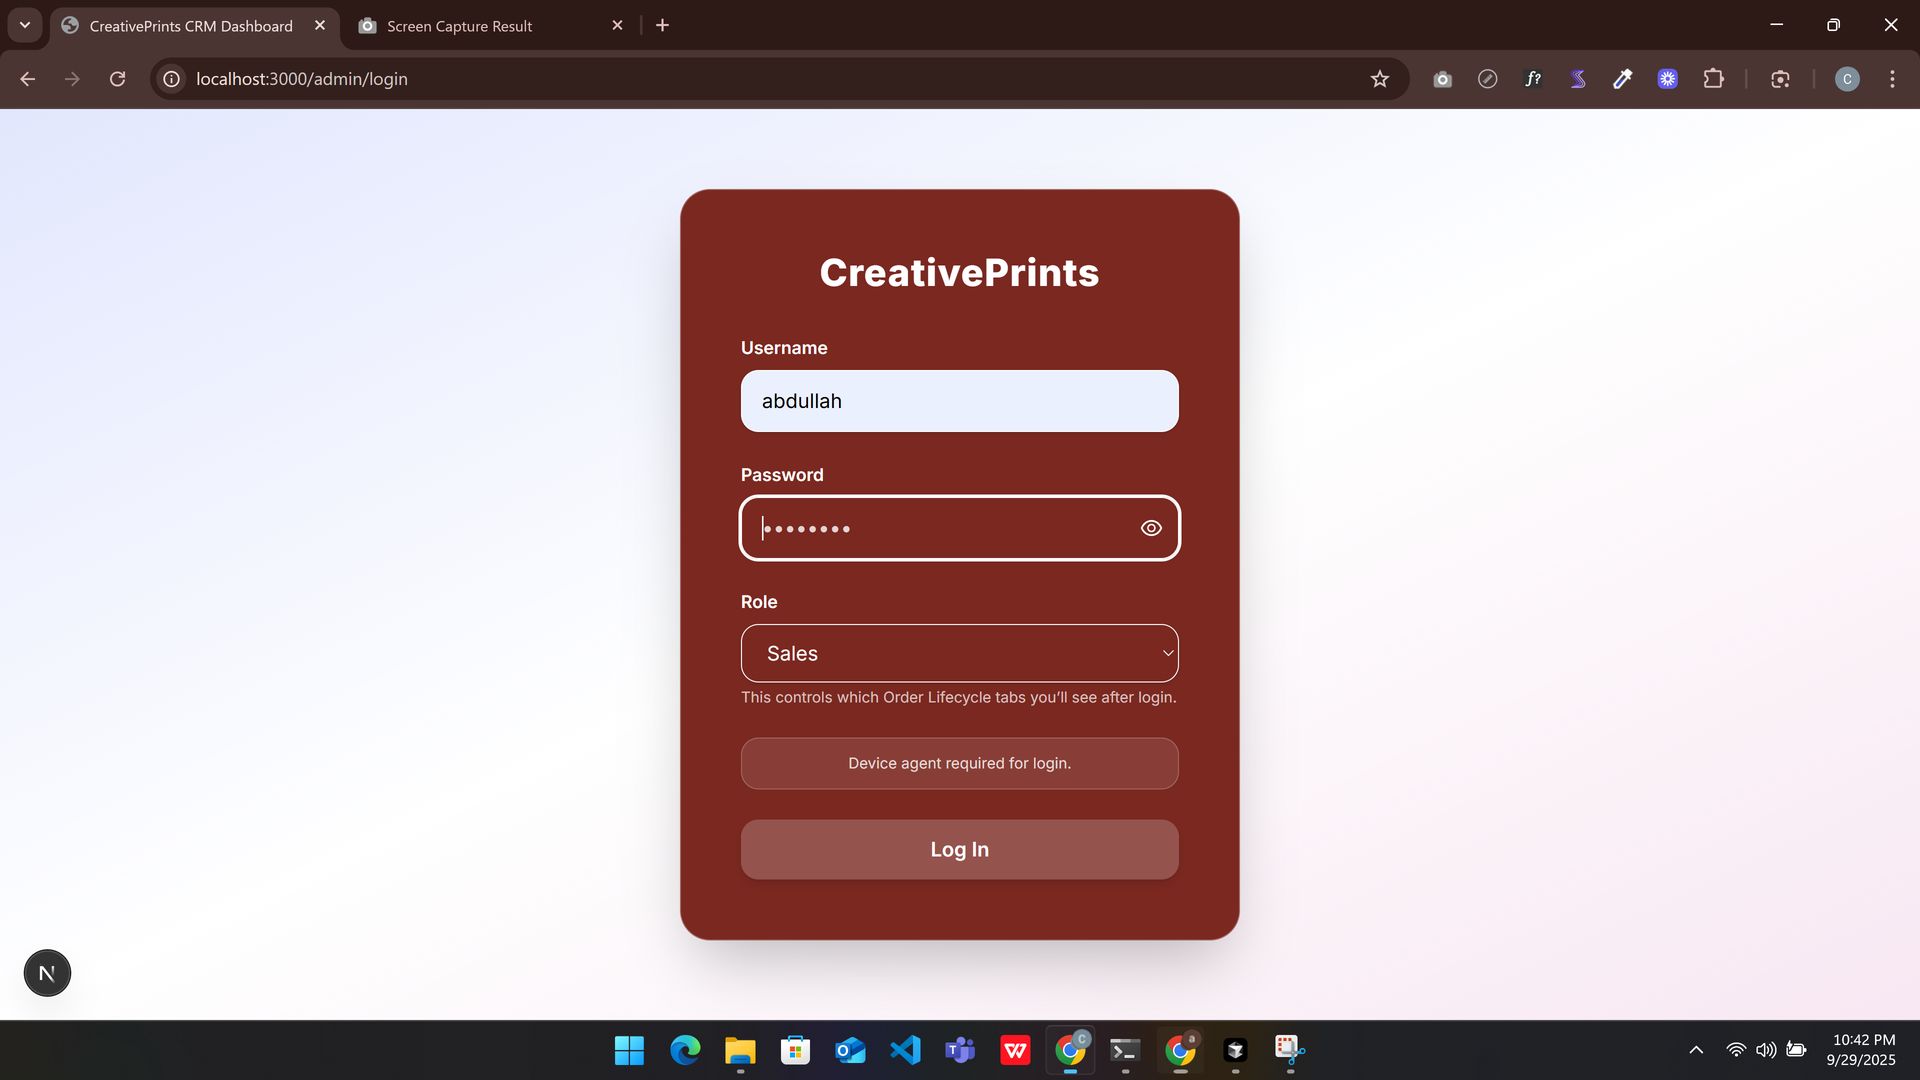 CreativePrints CRM Dashboard
Screen Capture Result
localhost:3000/admin/login
f?
C
CreativePrints
Username
abdullah
Password
••••••••
Role
Sales
This controls which Order Lifecycle tabs you’ll see after login.
Device agent required for login.
Log In
N
C
a
10:42 PM
9/29/2025